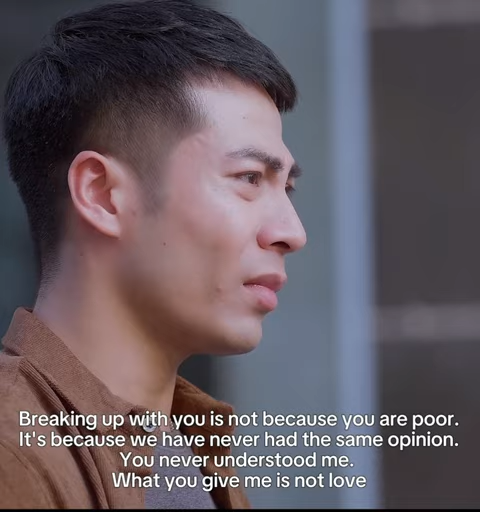 Breaking up with you is not because you are poor.
It's because we have never had the same opinion.
You never understood me.
What you give me is not love